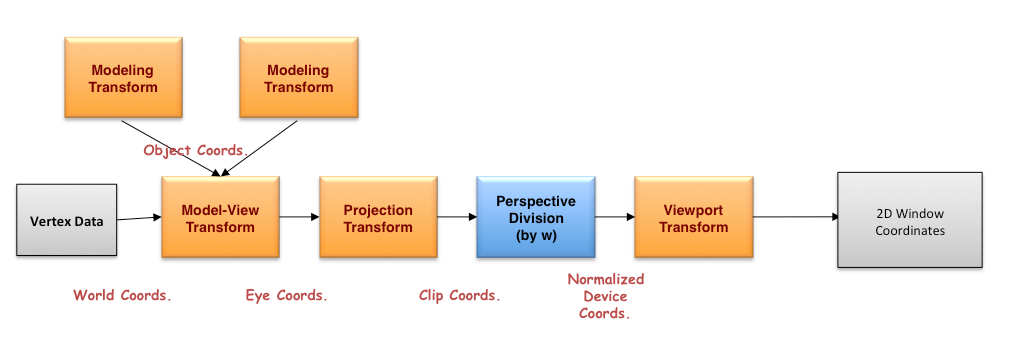 Modeling
Transform
Modeling
Transform
Object Coords.
Vertex Data
Model-View
Transform
Projection
Transform
Perspective
Division
(by w)
Viewport
Transform
2D Window
Coordinates
World Coords.
Eye Coords.
Clip Coords.
Normalized
Device
Coords.